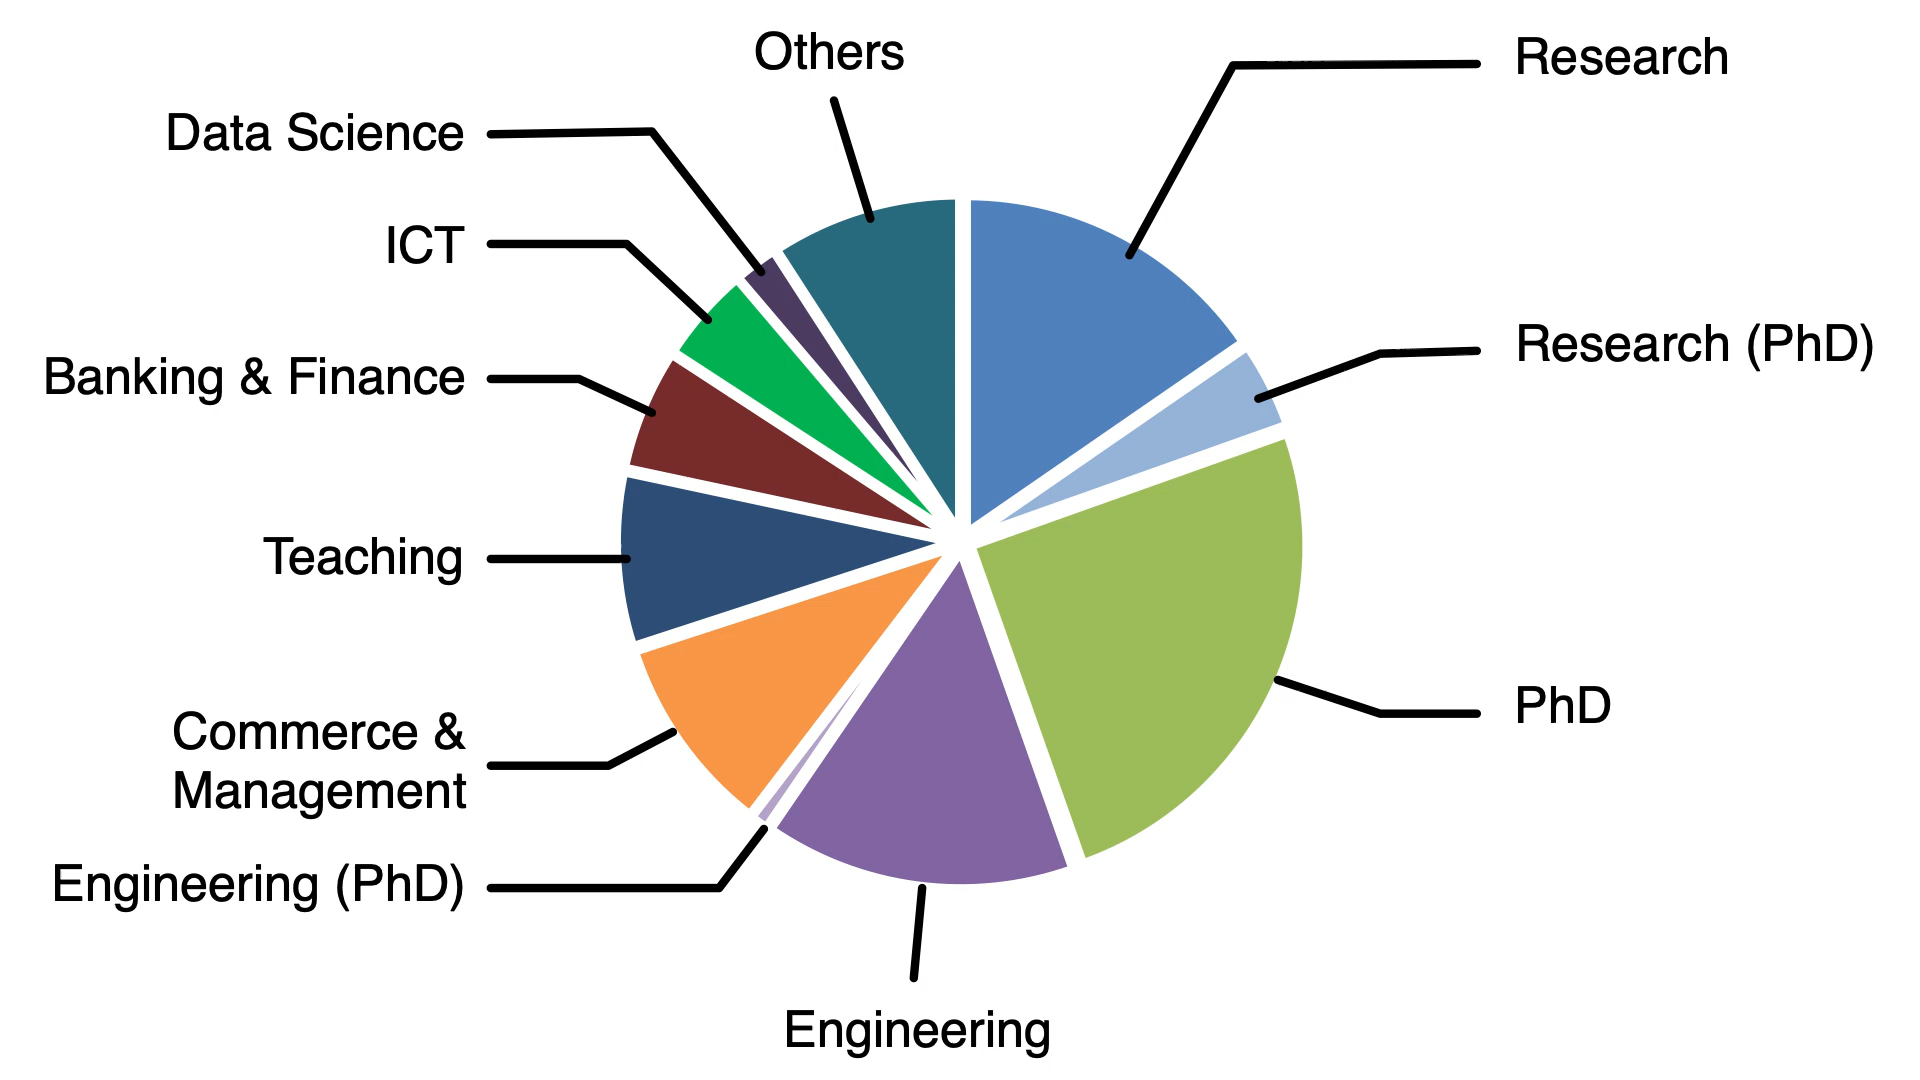 Others
Research
Data Science
ICT
Research (PhD)
Banking & Finance
Teaching
PhD
Commerce &
Management
Engineering (PhD)
Engineering